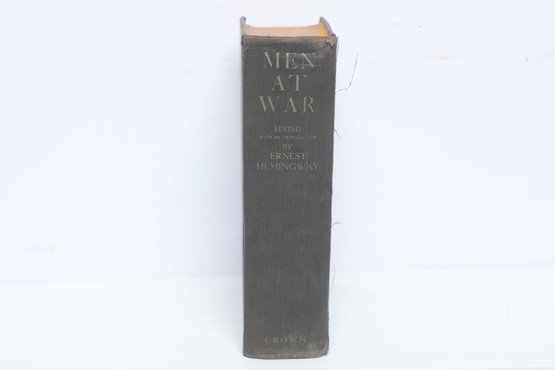 MEN
AT
WAR
EDITED
with an Introduction
BY
ERNEST
HEMINGWAY
CROWN